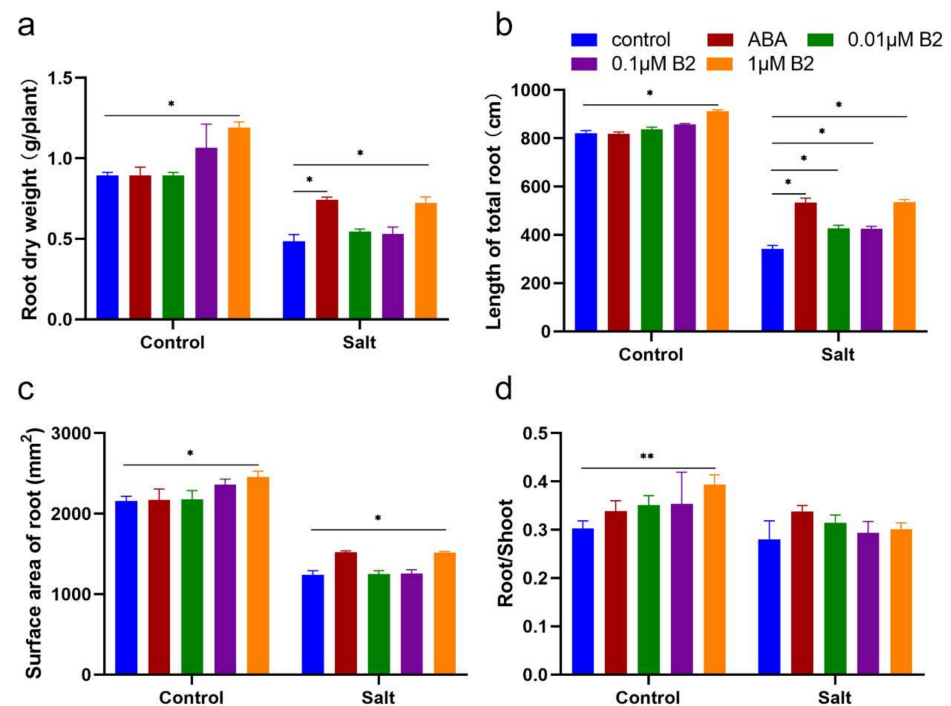 a
b
control
ABA
0.01μM B2
0.1μM B2
1μM B2
Root dry weight (g/plant)
1.5
1.0
0.5
0.0
*
*
*
Control
Salt
Length of total root (cm)
1000
800
600
400
200
0
*
*
*
*
*
Control
Salt
c
d
Surface area of root (mm²)
3000
2000
1000
0
*
*
Control
Salt
Root/Shoot
0.5
0.4
0.3
0.2
0.1
0.0
**
Control
Salt